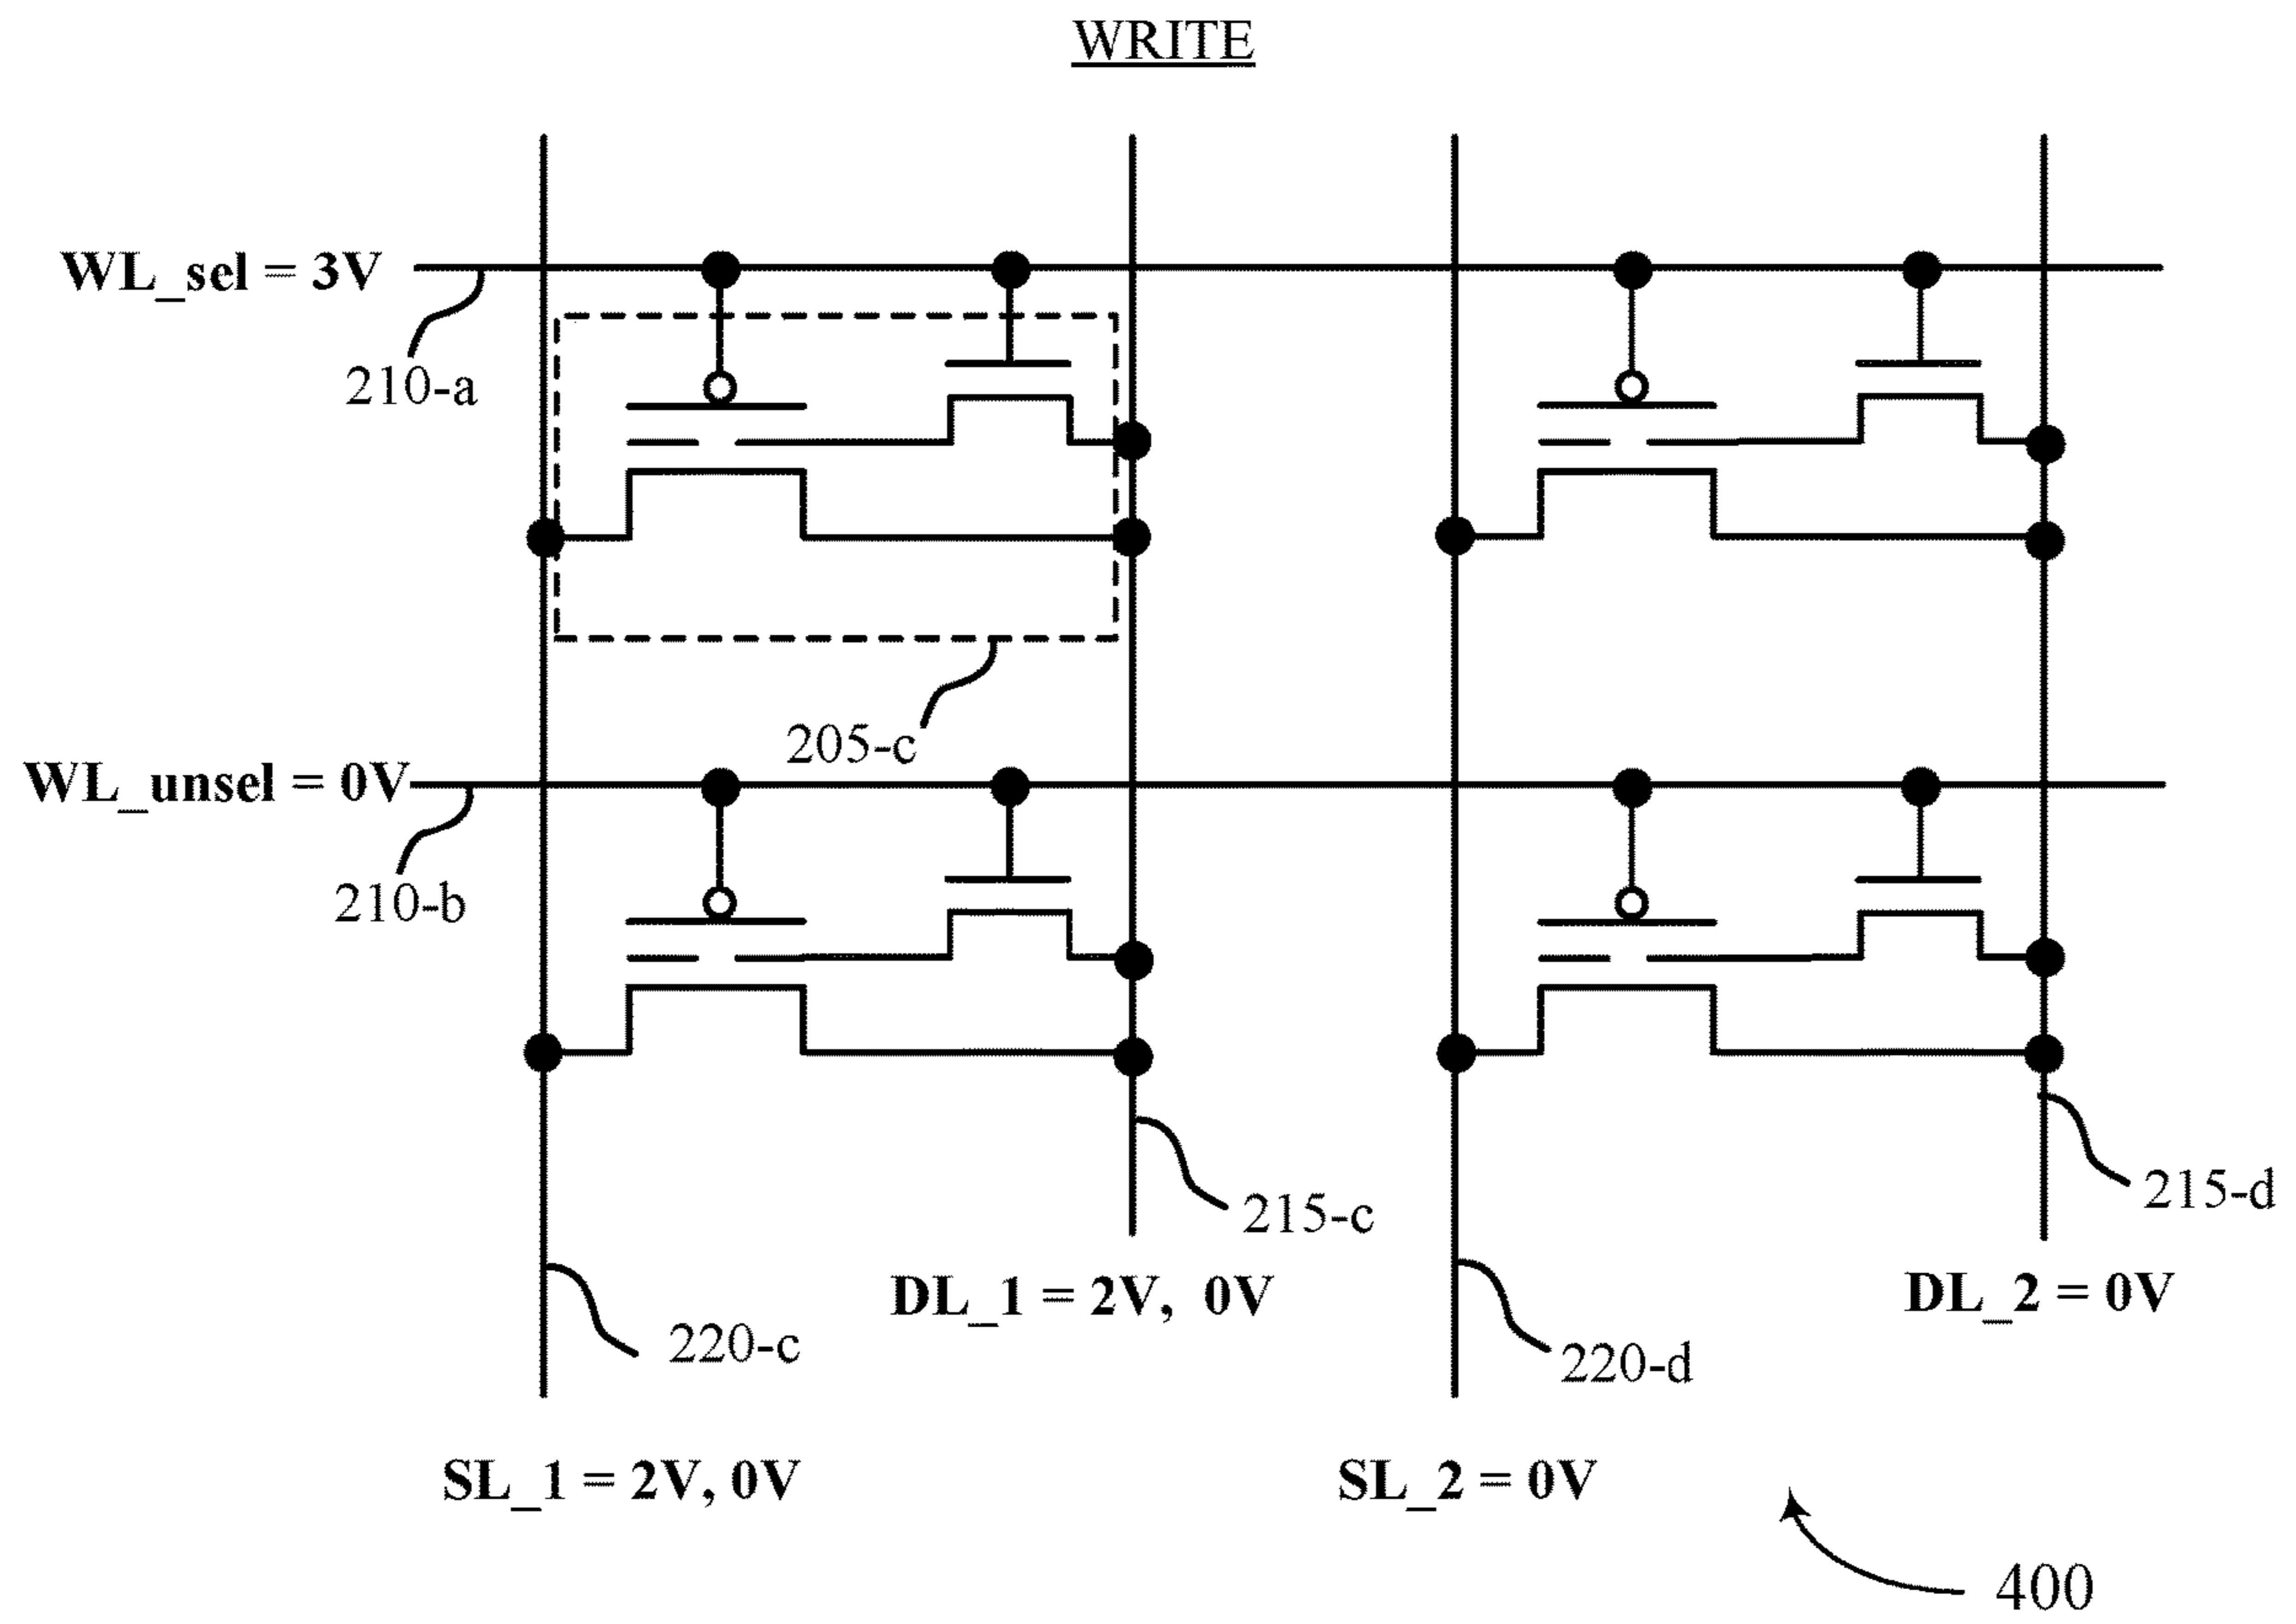 WRITE
WL_sel = 3V
210-a
205-c
WL_unsel = 0V
210-b
215-c
215-d
DL_1 = 2V, 0V
DL_2 = 0V
220-c
220-d
SL_1 = 2V, 0V
SL_2 = 0V
400